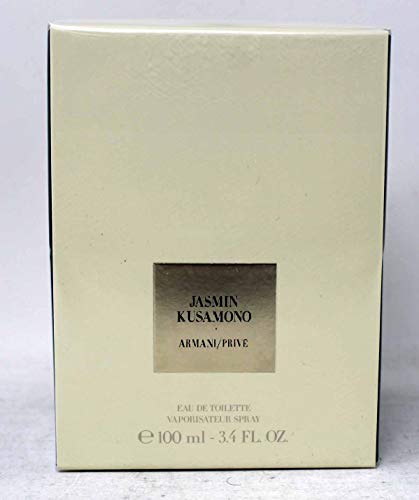 JASMIN
KUSAMONO
•
ARMANI/PRIVÉ
EAU DE TOILETTE
VAPORISATEUR SPRAY
℮ 100 ml - 3.4 FL. OZ.